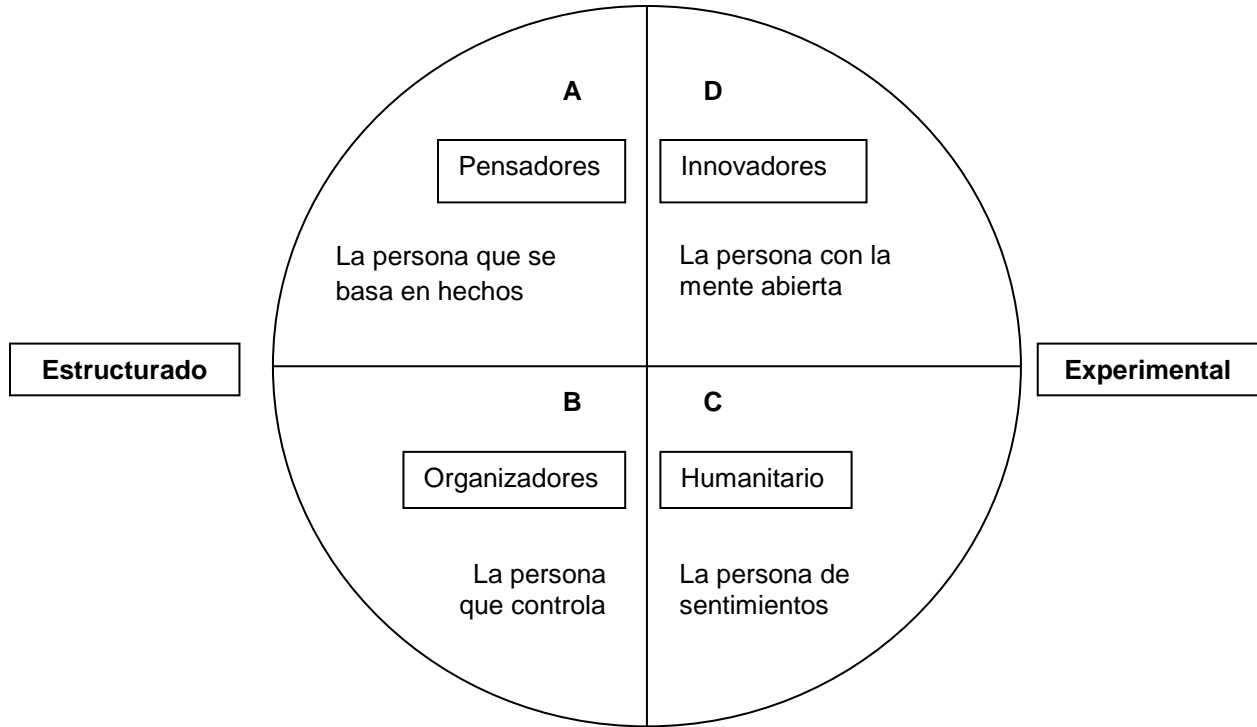 A
D
Pensadores
Innovadores
La persona que se
basa en hechos
La persona con la
mente abierta
Estructurado
Experimental
B
C
Organizadores
Humanitario
La persona
que controla
La persona de
sentimientos